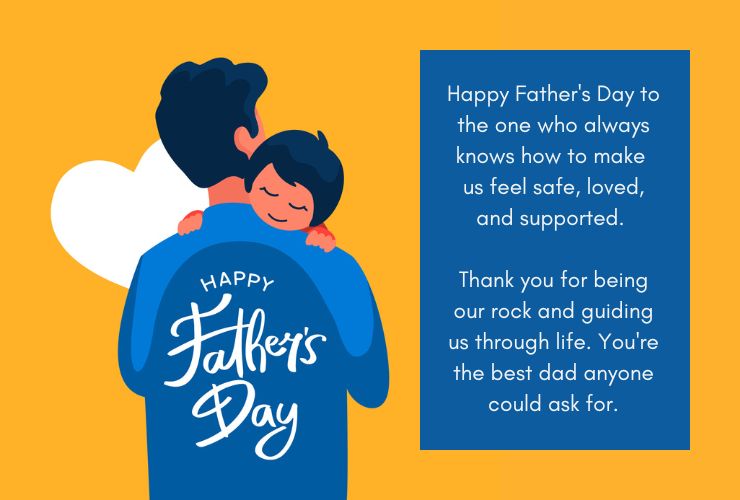 HAPPY
Father's
Day
Happy Father's Day to
the one who always
knows how to make
us feel safe, loved,
and supported.
Thank you for being
our rock and guiding
us through life. You're
the best dad anyone
could ask for.